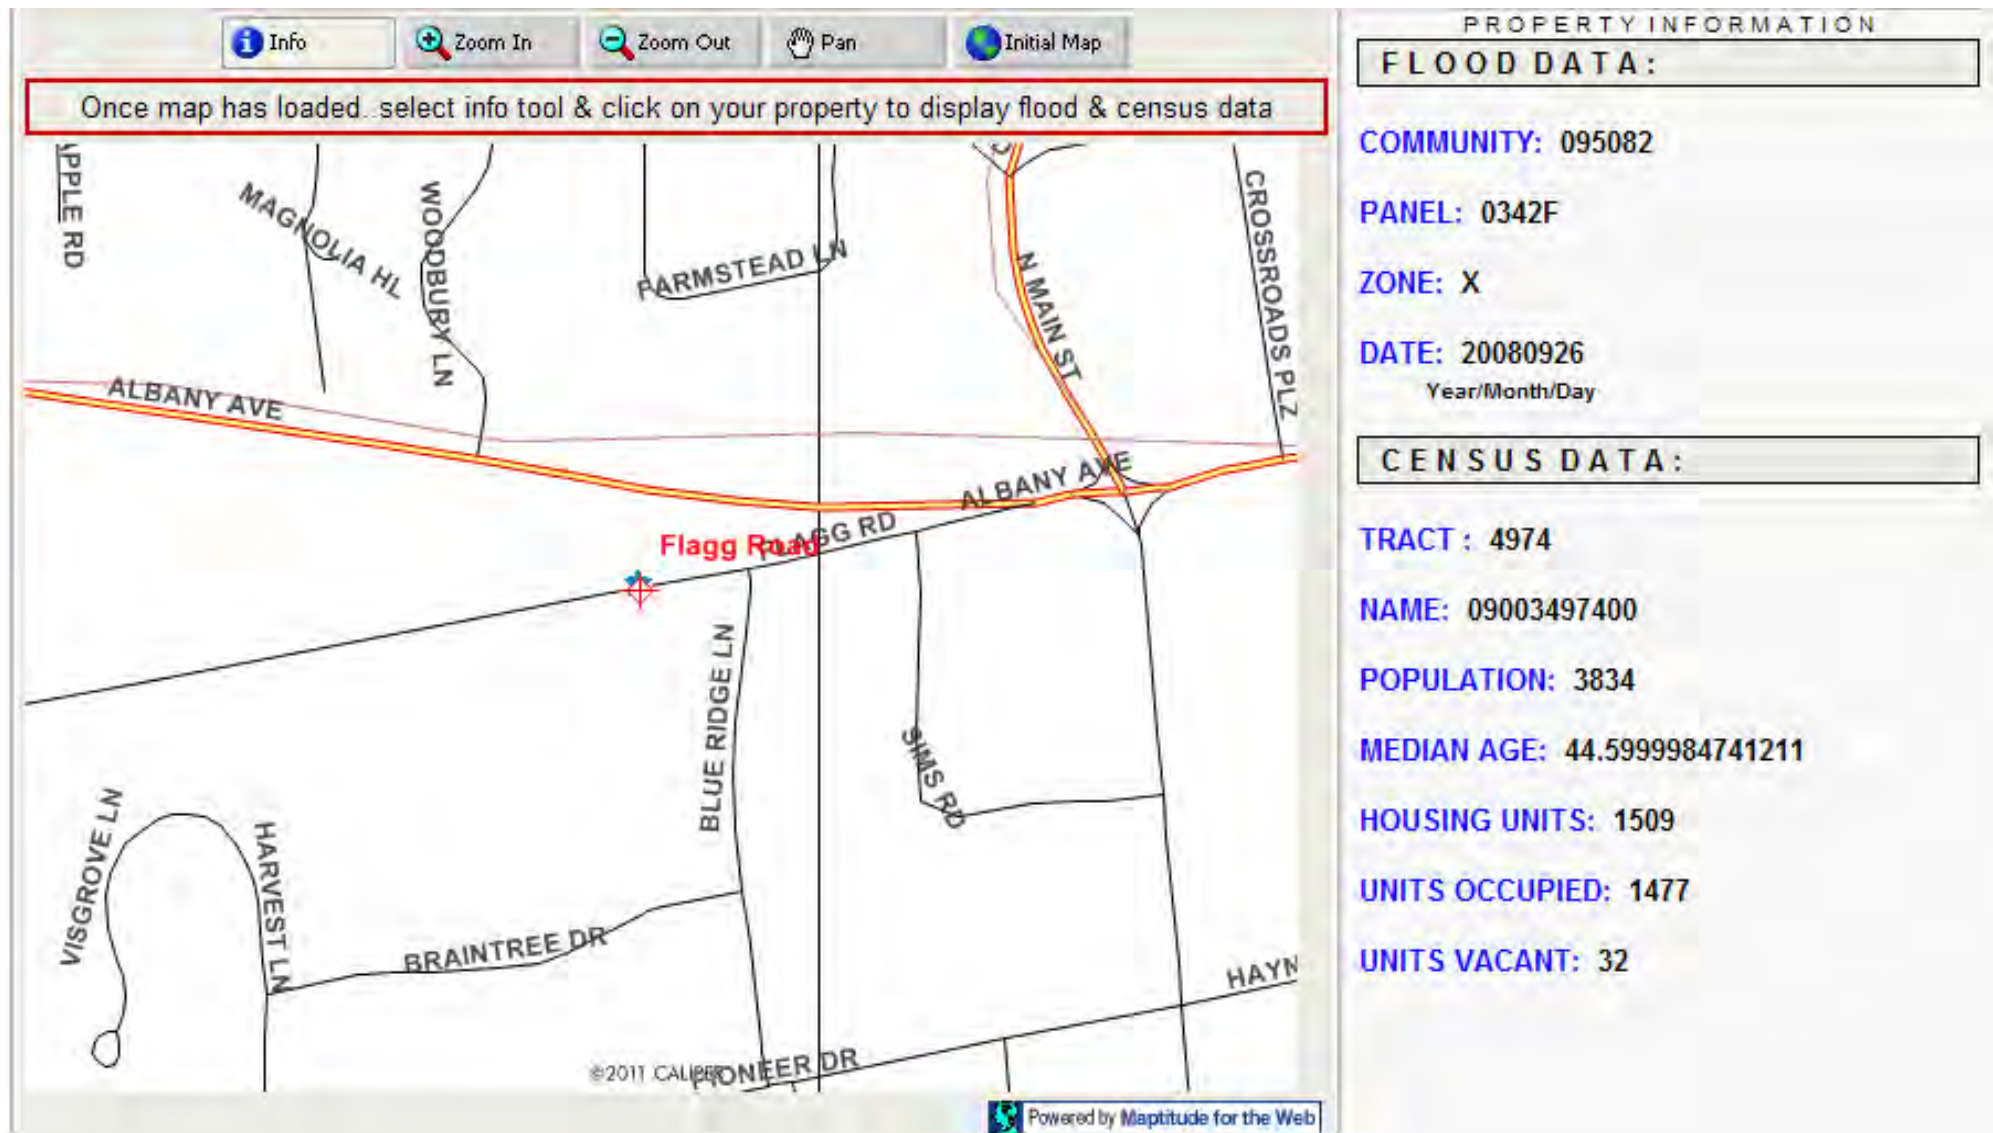 Info
Zoom In
Zoom Out
Pan
Initial Map
Once map has loaded. select info tool & click on your property to display flood & census data
APPLE RD
MAGNOLIA HL
WOODBURY LN
FARMSTEAD LN
N MAIN ST
CROSSROADS PLZ
ALBANY AVE
ALBANY AVE
FLAGG RD
Flagg Road
BLUE RIDGE LN
SIMS RD
VISGROVE LN
HARVEST LN
BRAINTREE DR
HAYN
PIONEER DR
©2011 CALIPER
Powered by Maptitude for the Web
PROPERTY INFORMATION
FLOOD DATA:
COMMUNITY: 095082
PANEL: 0342F
ZONE: X
DATE: 20080926
Year/Month/Day
CENSUS DATA:
TRACT : 4974
NAME: 09003497400
POPULATION: 3834
MEDIAN AGE: 44.5999984741211
HOUSING UNITS: 1509
UNITS OCCUPIED: 1477
UNITS VACANT: 32